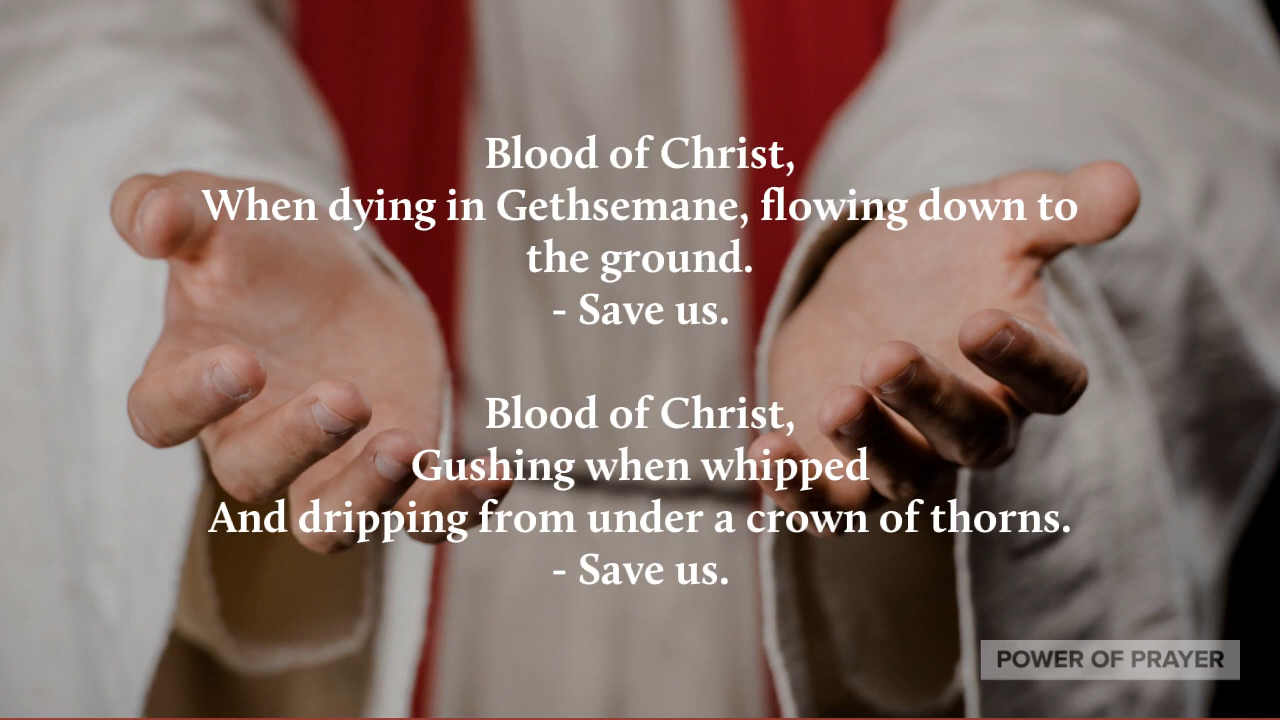 Blood of Christ,
When dying in Gethsemane, flowing down to
the ground.
- Save us.
Blood of Christ,
Gushing when whipped
And dripping from under a crown of thorns.
- Save us.
POWER OF PRAYER